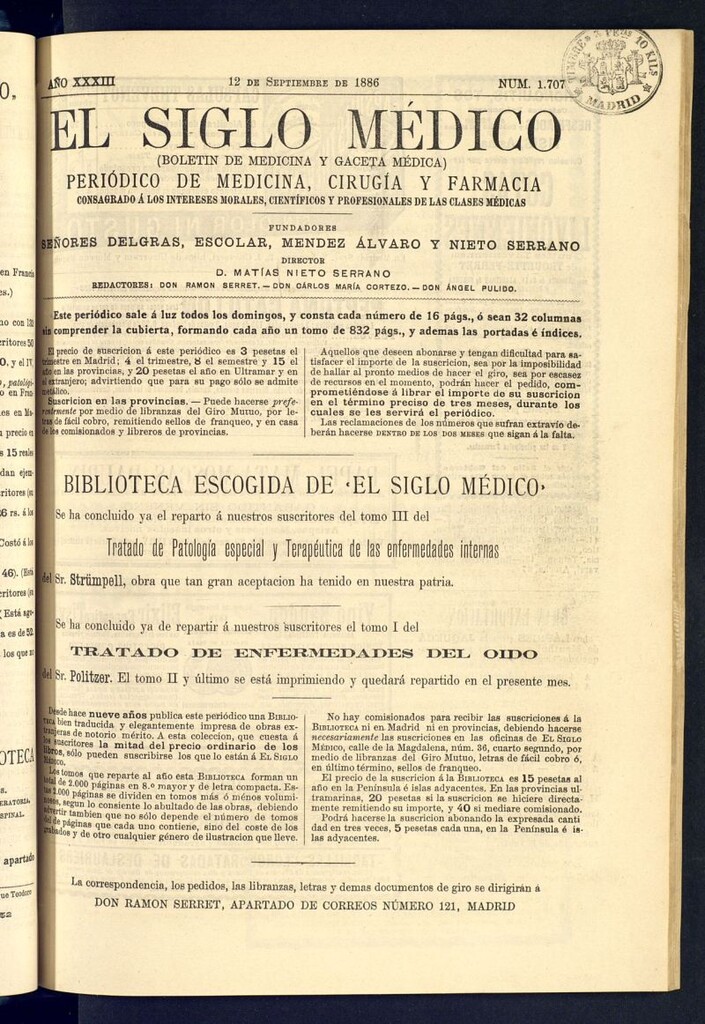 AÑO XXXIII
12 DE SEPTIEMBRE DE 1886
NUM. 1.707
TIMBRE 3 PTAS 10 KILS
MADRID
EL SIGLO MÉDICO
(BOLETIN DE MEDICINA Y GACETA MÉDICA)
PERIÓDICO DE MEDICINA, CIRUGÍA Y FARMACIA
CONSAGRADO Á LOS INTERESES MORALES, CIENTÍFICOS Y PROFESIONALES DE LAS CLASES MÉDICAS
FUNDADORES
SEÑORES DELGRAS, ESCOLAR, MENDEZ ÁLVARO Y NIETO SERRANO
DIRECTOR
D. MATÍAS NIETO SERRANO
REDACTORES: DON RAMON SERRET.—DON CÁRLOS MARÍA CORTEZO.—DON ÁNGEL PULIDO.
Este periódico sale á luz todos los domingos, y consta cada número de 16 págs., ó sean 32 columnas
sin comprender la cubierta, formando cada año un tomo de 832 págs., y ademas las portadas é índices.
El precio de suscricion á este periódico es 3 pesetas el
trimestre en Madrid; 4 el trimestre, 8 el semestre y 15 el
año en las provincias, y 20 pesetas el año en Ultramar y en
el extranjero; advirtiendo que para su pago sólo se admite
metálico.
Suscricion en las provincias. — Puede hacerse prefe-
rentemente por medio de libranzas del Giro Mutuo, por le-
tras de fácil cobro, remitiendo sellos de franqueo, y en casa
de los comisionados y libreros de provincias.
Aquellos que deseen abonarse y tengan dificultad para sa-
tisfacer el importe de la suscricion, sea por la imposibilidad
de hallar al pronto medios de hacer el giro, sea por escasez
de recursos en el momento, podrán hacer el pedido, com-
prometiéndose á librar el importe de su suscricion
en el término preciso de tres meses, durante los
cuales se les servirá el periódico.
Las reclamaciones de los números que sufran extravío de-
berán hacerse DENTRO DE LOS DOS MESES que sigan á la falta.
BIBLIOTECA ESCOGIDA DE «EL SIGLO MÉDICO»
Se ha concluido ya el reparto á nuestros suscritores del tomo III del
Tratado de Patología especial y Terapéutica de las enfermedades internas
del Sr. Strümpell, obra que tan gran aceptacion ha tenido en nuestra patria.
Se ha concluido ya de repartir á nuestros suscritores el tomo I del
TRATADO DE ENFERMEDADES DEL OIDO
del Sr. Politzer. El tomo II y último se está imprimiendo y quedará repartido en el presente mes.
Desde hace nueve años publica este periódico una BIBLIO-
TECA bien traducida y elegantemente impresa de obras ex-
tranjeras de notorio mérito. A esta coleccion, que cuesta á
los suscritores la mitad del precio ordinario de los
libros, sólo pueden suscribirse los que lo están á EL SIGLO
MÉDICO.
Los tomos que reparte al año esta BIBLIOTECA forman un
total de 2.000 páginas en 8.º mayor y de letra compacta. Es-
tas 2.000 páginas se dividen en tomos más ó ménos volumi-
nosos, segun lo consiente lo abultado de las obras, debiendo
advertir tambien que no sólo depende el número de tomos
del de páginas que cada uno contiene, sino del coste de los
grabados y de otro cualquier género de ilustracion que lleve.
No hay comisionados para recibir las suscriciones á la
BIBLIOTECA ni en Madrid ni en provincias, debiendo hacerse
necesariamente las suscriciones en las oficinas de EL SIGLO
MÉDICO, calle de la Magdalena, núm. 36, cuarto segundo, por
medio de libranzas del Giro Mutuo, letras de fácil cobro ó,
en último término, sellos de franqueo.
El precio de la suscricion á la BIBLIOTECA es 15 pesetas al
año en la Península é islas adyacentes. En las provincias ul-
tramarinas, 20 pesetas si la suscricion se hiciere directa-
mente remitiendo su importe, y 40 si mediare comisionado.
Podrá hacerse la suscricion abonando la expresada canti
dad en tres veces, 5 pesetas cada una, en la Península é is-
las adyacentes.
La correspondencia, los pedidos, las libranzas, letras y demas documentos de giro se dirigirán á
DON RAMON SERRET, APARTADO DE CORREOS NÚMERO 121, MADRID